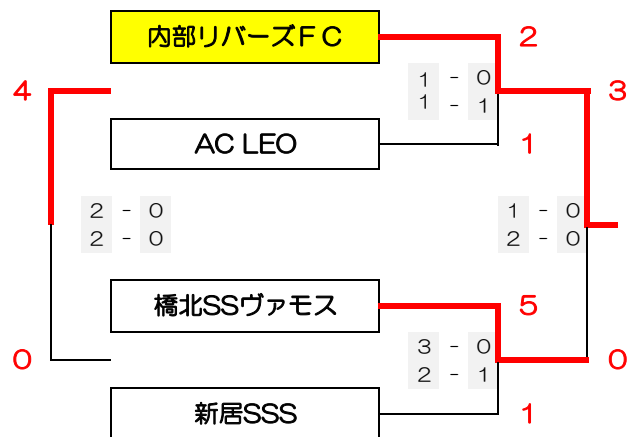 内部リバーズFC
2
4
1 - 0
1 - 1
3
AC LEO
1
2 - 0
2 - 0
1 - 0
2 - 0
橋北SSヴァモス
5
0
3 - 0
2 - 1
0
新居SSS
1